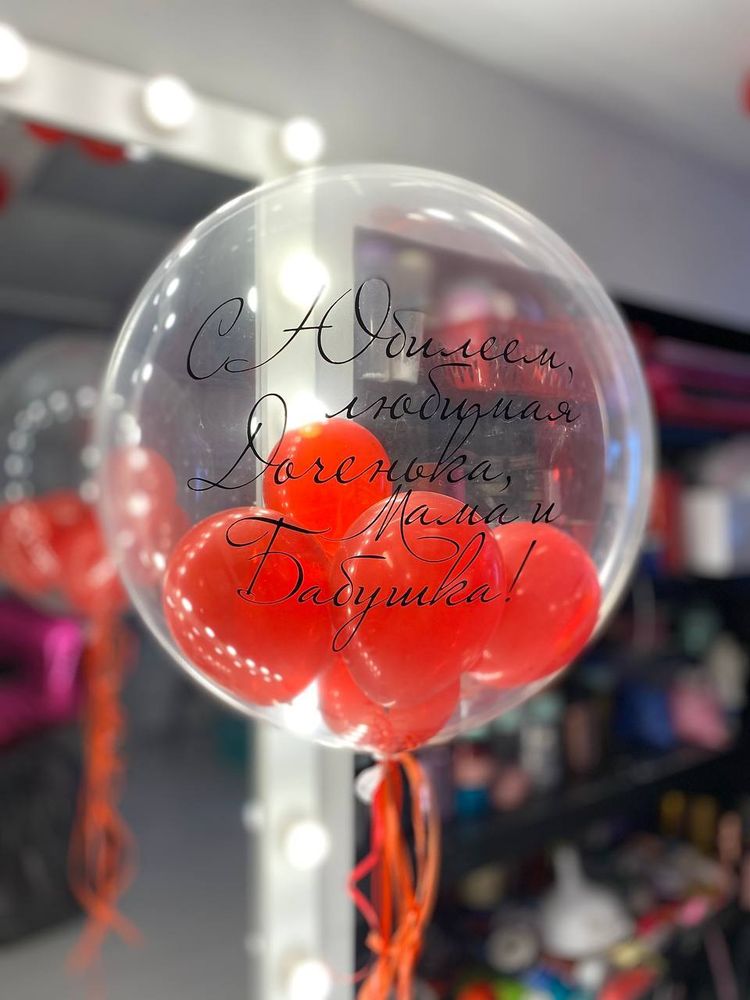 С Юбилеем,
любимая
Доченька,
Мама и
Бабушка!